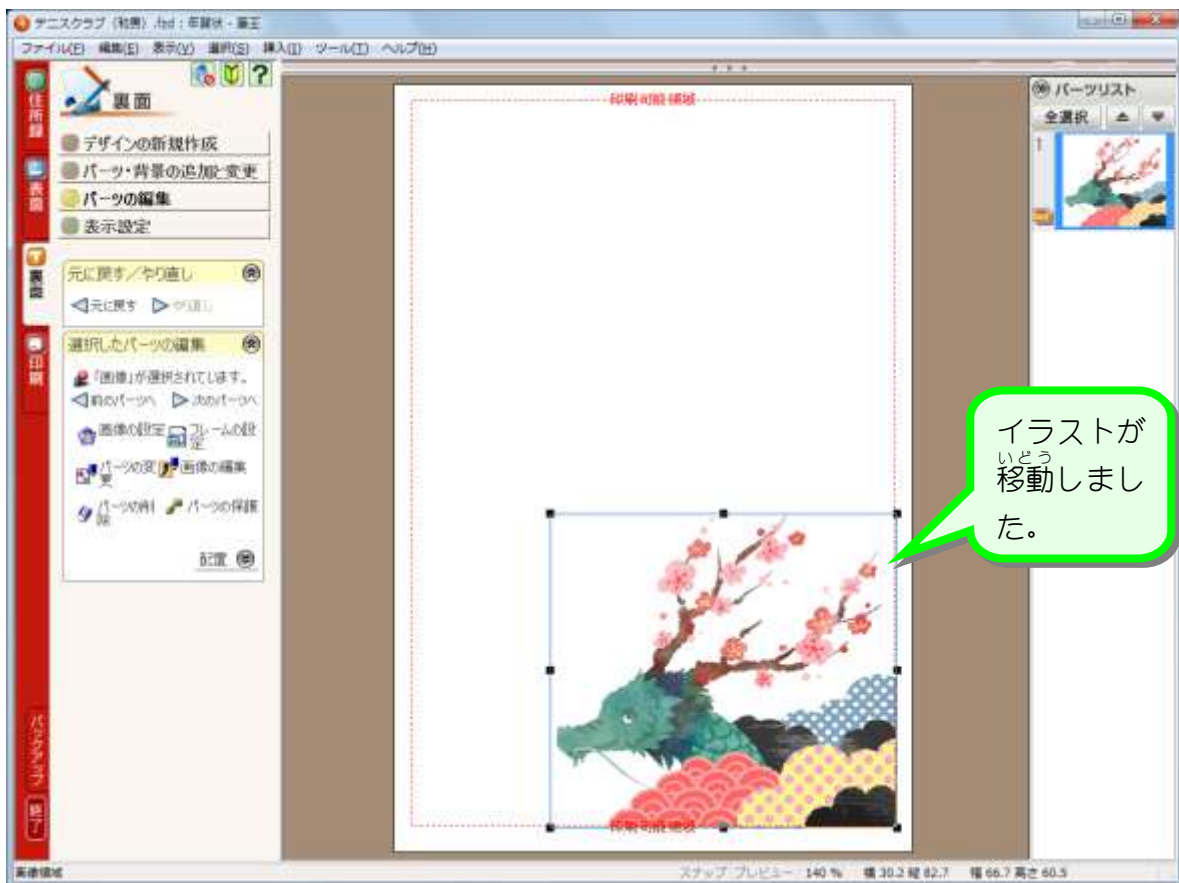 テニスクラブ（和男）.fbd：年賀状 - 筆王
ファイル(F) 編集(E) 表示(V) 選択(S) 挿入(I) ツール(T) ヘルプ(H)
住所録
表面
裏面
印刷
バックアップ
終了
裏面
デザインの新規作成
パーツ・背景の追加と変更
パーツの編集
表示設定
元に戻す／やり直し
元に戻す やり直し
選択したパーツの編集
「画像」が選択されています。
前のパーツへ 次のパーツへ
画像の設定 フレームの設定
パーツの変更 画像の編集
パーツの削除 パーツの保護
配置
印刷可能領域
印刷可能領域
パーツリスト
全選択
1
イラストが
いどう
移動しまし
た。
画像領域
スナップ プレビュー 140 % 横 30.2 縦 82.7 幅 66.7 高さ 60.5